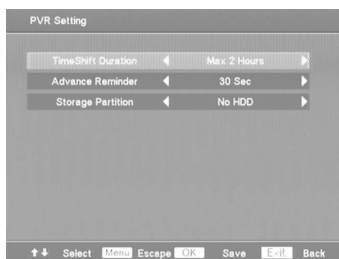 PVR Setting
TimeShift Duration Max 2 Hours
Advance Reminder 30 Sec
Storage Partition No HDD
Select Menu Escape OK Save Exit Back